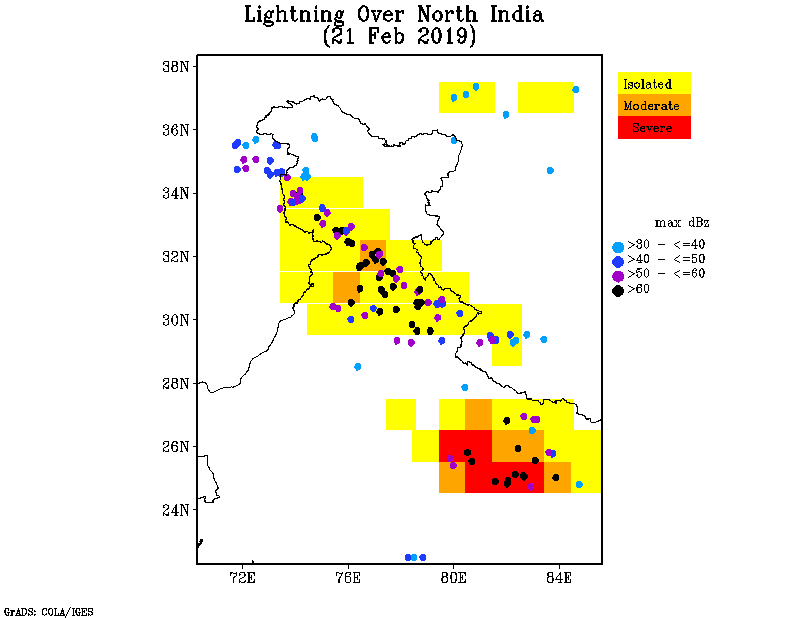 Lightning Over North India
(21 Feb 2019)
38N
36N
34N
32N
30N
28N
26N
24N
72E
76E
80E
84E
Isolated
Moderate
Severe
max dBz
>30 - <=40
>40 - <=50
>50 - <=60
>60
GrADS: COLA/IGES